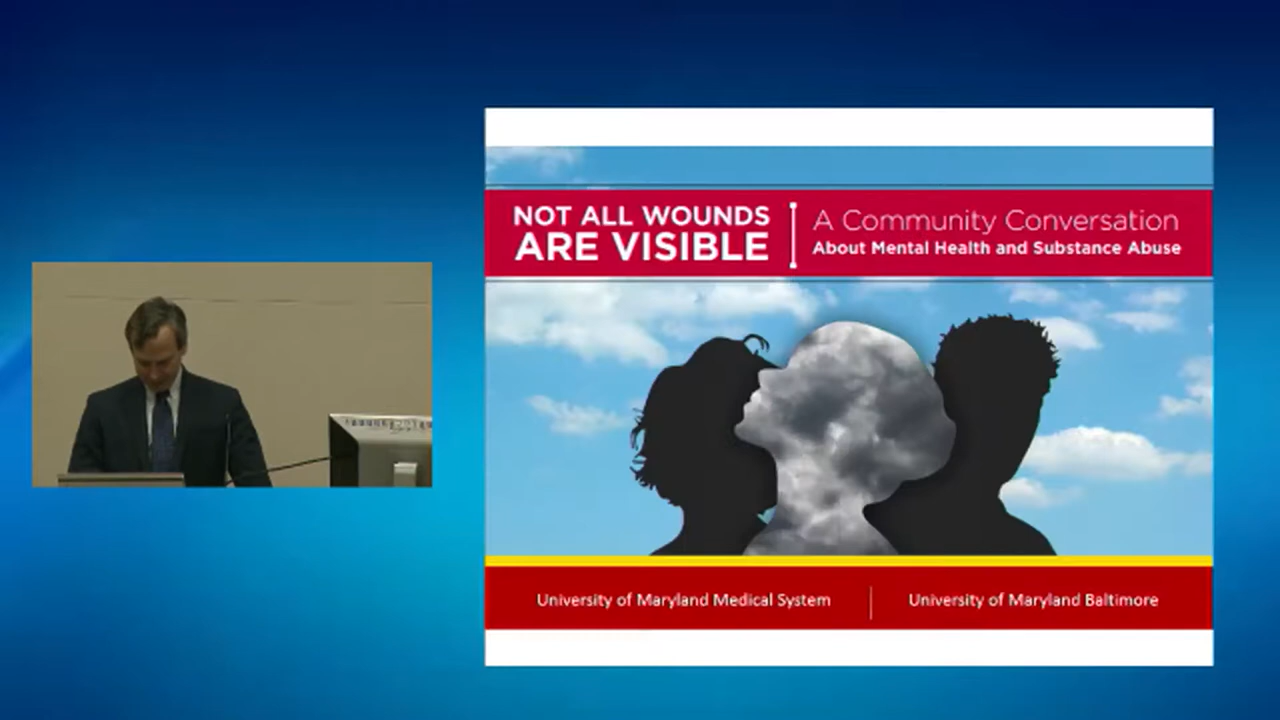 NOT ALL WOUNDS
ARE VISIBLE
A Community Conversation
About Mental Health and Substance Abuse
University of Maryland Medical System
University of Maryland Baltimore